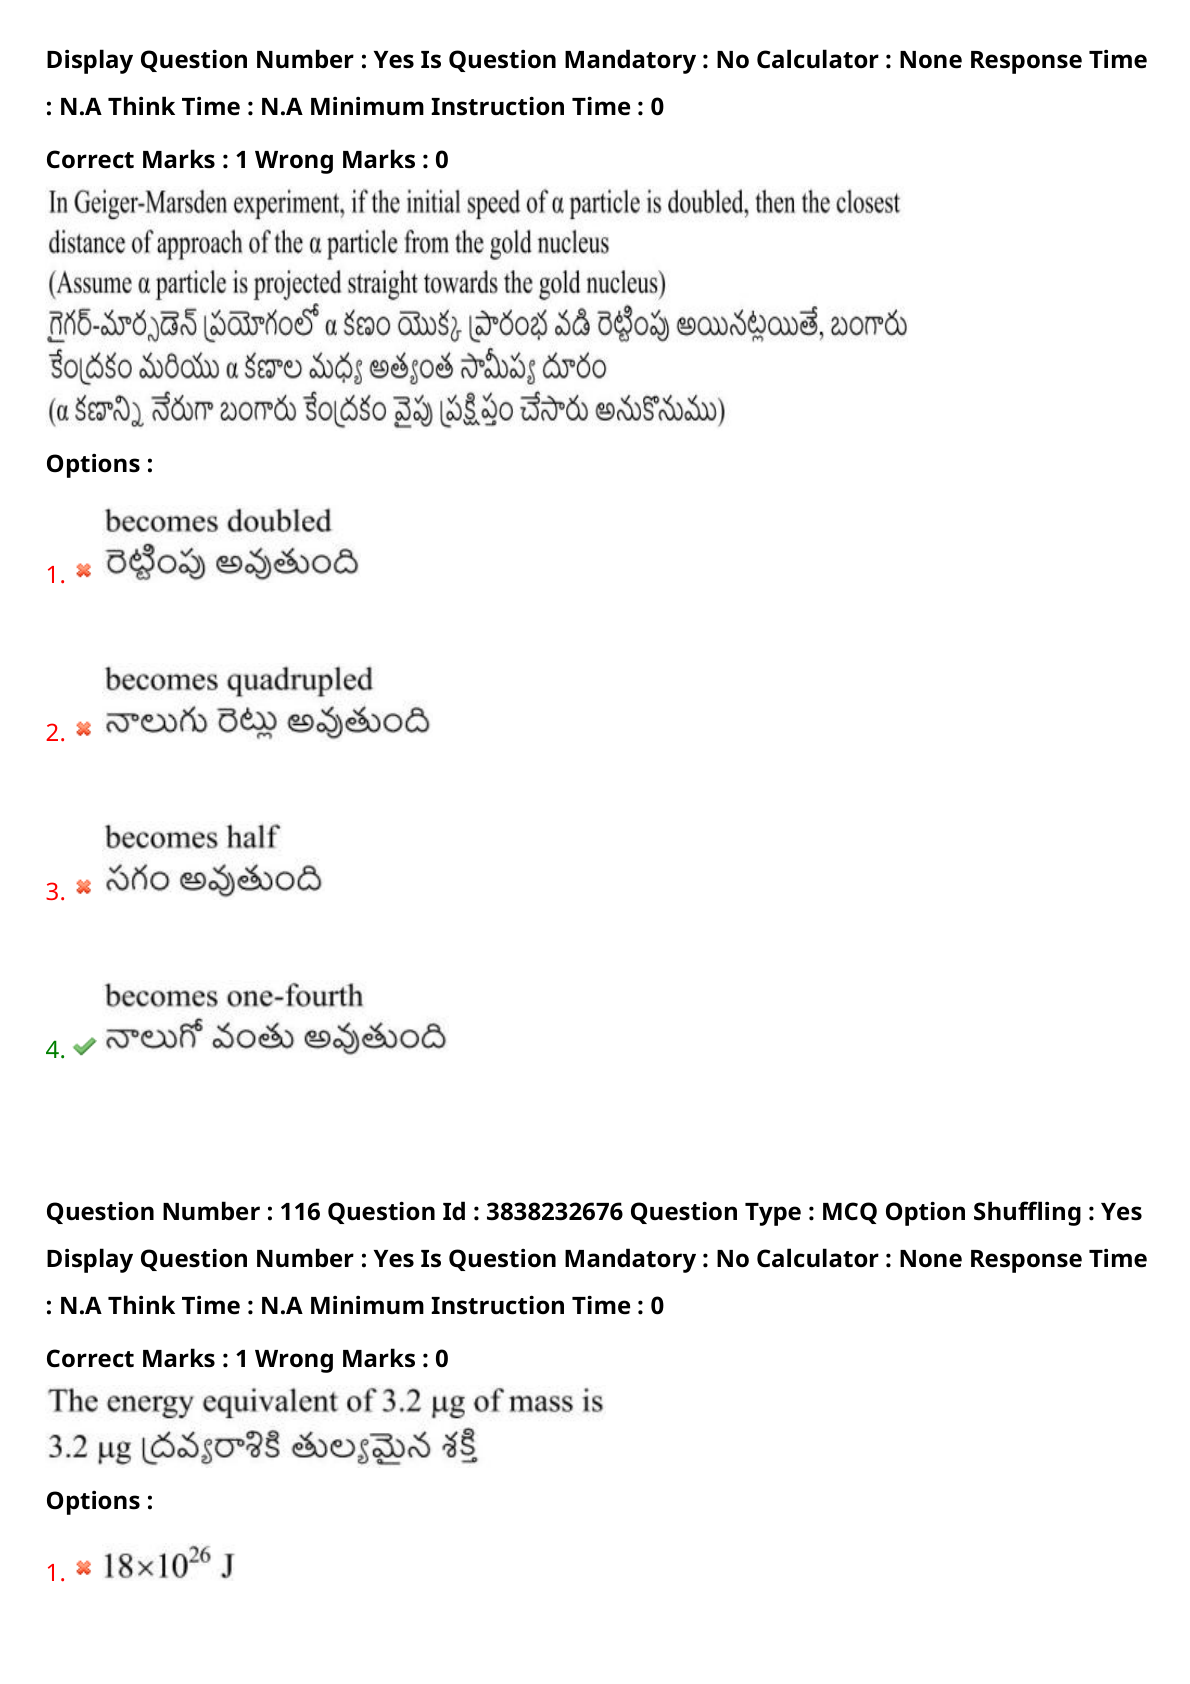 Display Question Number : Yes Is Question Mandatory : No Calculator : None Response Time
: N.A Think Time : N.A Minimum Instruction Time : 0
Correct Marks : 1 Wrong Marks : 0
In Geiger-Marsden experiment, if the initial speed of α particle is doubled, then the closest
distance of approach of the α particle from the gold nucleus
(Assume α particle is projected straight towards the gold nucleus)
గైగర్-మార్సడెన్ ప్రయోగంలో α కణం యొక్క ప్రారంభ వడి రెట్టింపు అయినట్లయితే, బంగారు
కేంద్రకం మరియు α కణాల మధ్య అత్యంత సామీప్య దూరం
(α కణాన్ని నేరుగా బంగారు కేంద్రకం వైపు ప్రక్షిప్తం చేసారు అనుకొనుము)
Options :
becomes doubled
1. రెట్టింపు అవుతుంది
becomes quadrupled
2. నాలుగు రెట్లు అవుతుంది
becomes half
3. సగం అవుతుంది
becomes one-fourth
4. నాలుగో వంతు అవుతుంది
Question Number : 116 Question Id : 3838232676 Question Type : MCQ Option Shuffling : Yes
Display Question Number : Yes Is Question Mandatory : No Calculator : None Response Time
: N.A Think Time : N.A Minimum Instruction Time : 0
Correct Marks : 1 Wrong Marks : 0
The energy equivalent of 3.2 μg of mass is
3.2 μg ద్రవ్యరాశికి తుల్యమైన శక్తి
Options :
1. 18×10²⁶ J